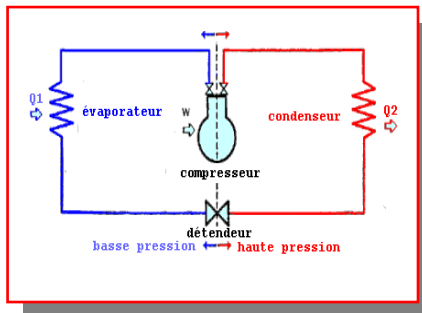 Q1
évaporateur
W
condenseur
Q2
compresseur
détendeur
basse pression
haute pression